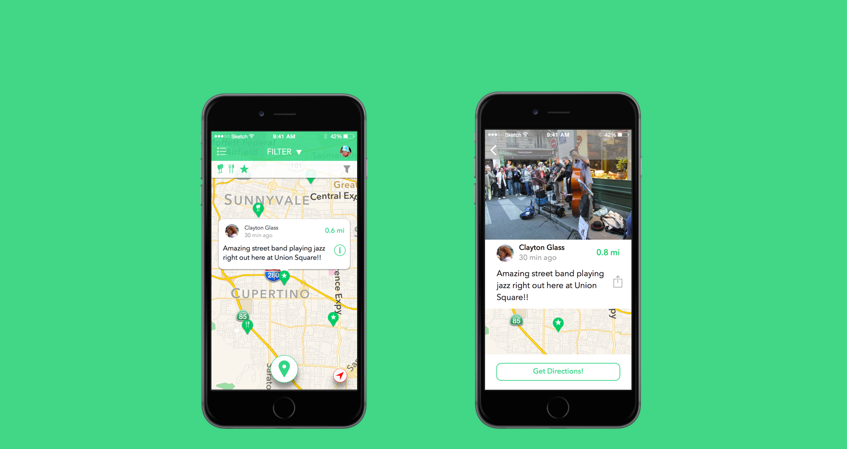 Sketch 9:41 AM 42%
FILTER ▼
Great
Central Exp
SUNNYVALE
Clayton Glass 0.6 mi
30 min ago
Amazing street band playing jazz
right out here at Union Square!!
280
CUPERTINO
ence Expy
85
Sarato
Sa
Sketch 9:41 AM 42%
Clayton Glass 0.8 mi
30 min ago
Amazing street band playing
jazz right out here at Union
Square!!
85
py
Get Directions!